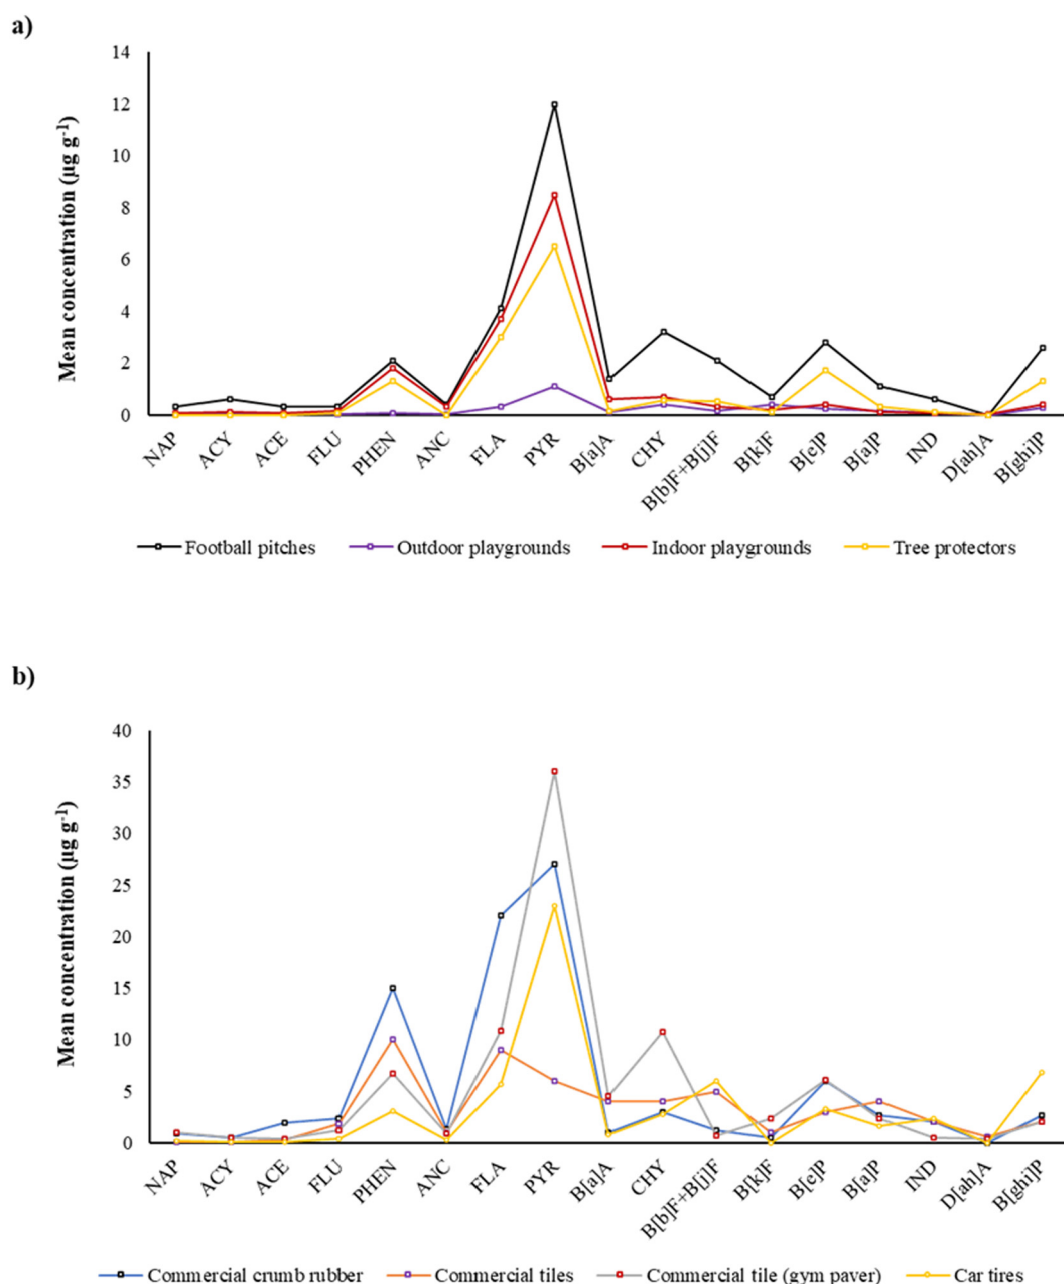 a)
Mean concentration (µg g-1)
14
12
10
8
6
4
2
0
NAP
ACY
ACE
FLU
PHEN
ANC
FLA
PYR
B[a]A
CHY
B[b]F+B[j]F
B[k]F
B[e]P
B[a]P
IND
D[ah]A
B[ghi]P
Football pitches Outdoor playgrounds Indoor playgrounds Tree protectors
b)
Mean concentration (µg g-1)
40
35
30
25
20
15
10
5
0
NAP
ACY
ACE
FLU
PHEN
ANC
FLA
PYR
B[a]A
CHY
B[b]F+B[j]F
B[k]F
B[e]P
B[a]P
IND
D[ah]A
B[ghi]P
Commercial crumb rubber Commercial tiles Commercial tile (gym paver) Car tires